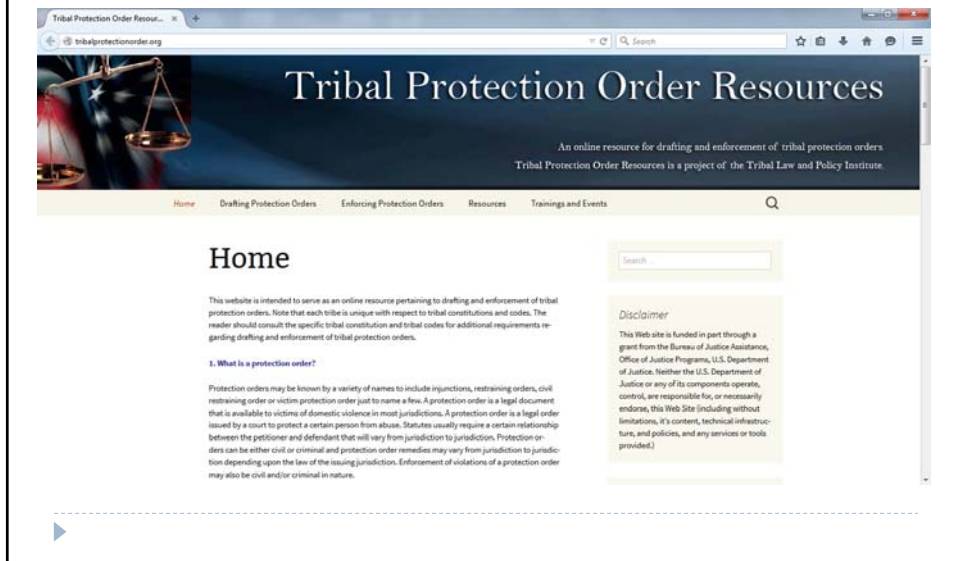 Tribal Protection Order Resour...
tribalprotectionorder.org
Search
Tribal Protection Order Resources
An online resource for drafting and enforcement of tribal protection orders.
Tribal Protection Order Resources is a project of the Tribal Law and Policy Institute.
Home Drafting Protection Orders Enforcing Protection Orders Resources Trainings and Events
Home
This website is intended to serve as an online resource pertaining to drafting and enforcement of tribal
protection orders. Note that each tribe is unique with respect to tribal constitutions and codes. The
reader should consult the specific tribal constitution and tribal codes for additional requirements re-
garding drafting and enforcement of tribal protection orders.
1. What is a protection order?
Protection orders may be known by a variety of names to include injunctions, restraining orders, civil
restraining order or victim protection order just to name a few. A protection order is a legal document
that is available to victims of domestic violence in most jurisdictions. A protection order is a legal order
issued by a court to protect a certain person from abuse. Statutes usually require a certain relationship
between the petitioner and defendant that will vary from jurisdiction to jurisdiction. Protection or-
ders can be either civil or criminal and protection order remedies may vary from jurisdiction to jurisdic-
tion depending upon the law of the issuing jurisdiction. Enforcement of violations of a protection order
may also be civil and/or criminal in nature.
Search ...
Disclaimer
This Web site is funded in part through a
grant from the Bureau of Justice Assistance,
Office of Justice Programs, U.S. Department
of Justice. Neither the U.S. Department of
Justice or any of its components operate,
control, are responsible for, or necessarily
endorse, this Web Site (including without
limitations, it's content, technical infrastruc-
ture, and policies, and any services or tools
provided.)